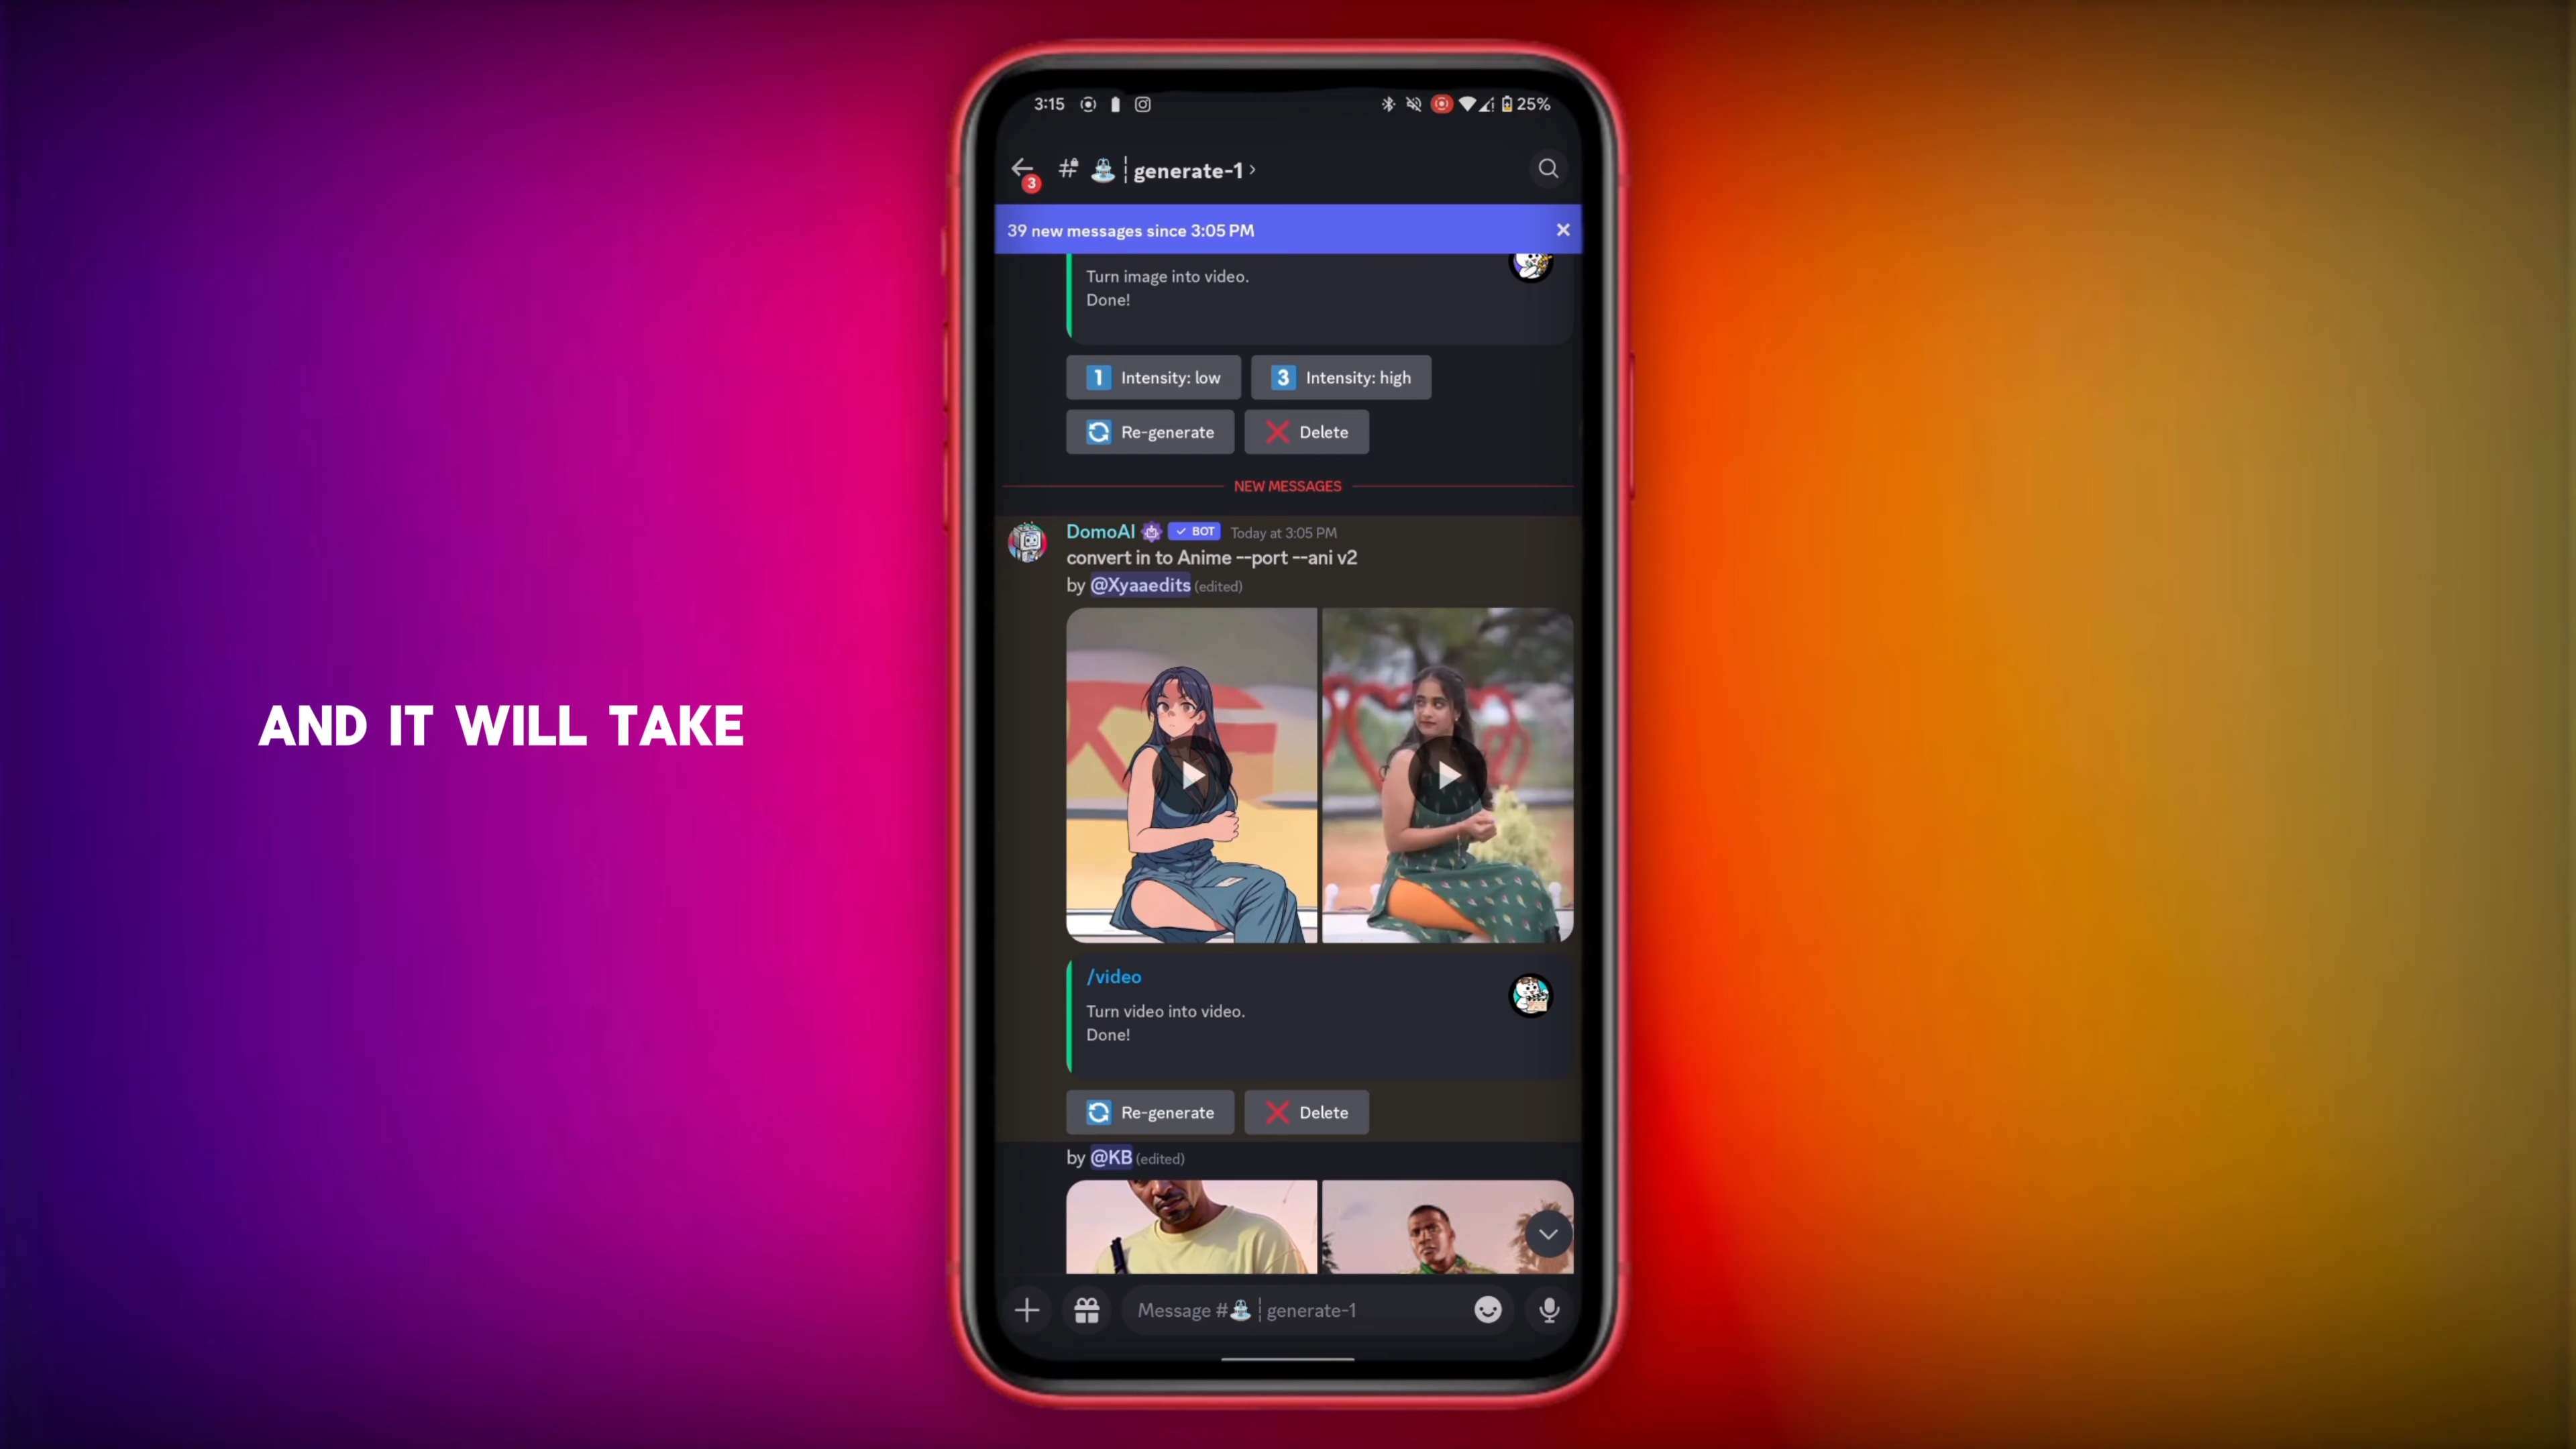 3:15
25%
3
generate-1
39 new messages since 3:05 PM
Turn image into video.
Done!
1 Intensity: low
3 Intensity: high
Re-generate
Delete
NEW MESSAGES
DomoAI BOT Today at 3:05 PM
convert in to Anime --port --ani v2
by @Xyaaedits (edited)
AND IT WILL TAKE
/video
Turn video into video.
Done!
Re-generate
Delete
by @KB (edited)
Message # generate-1